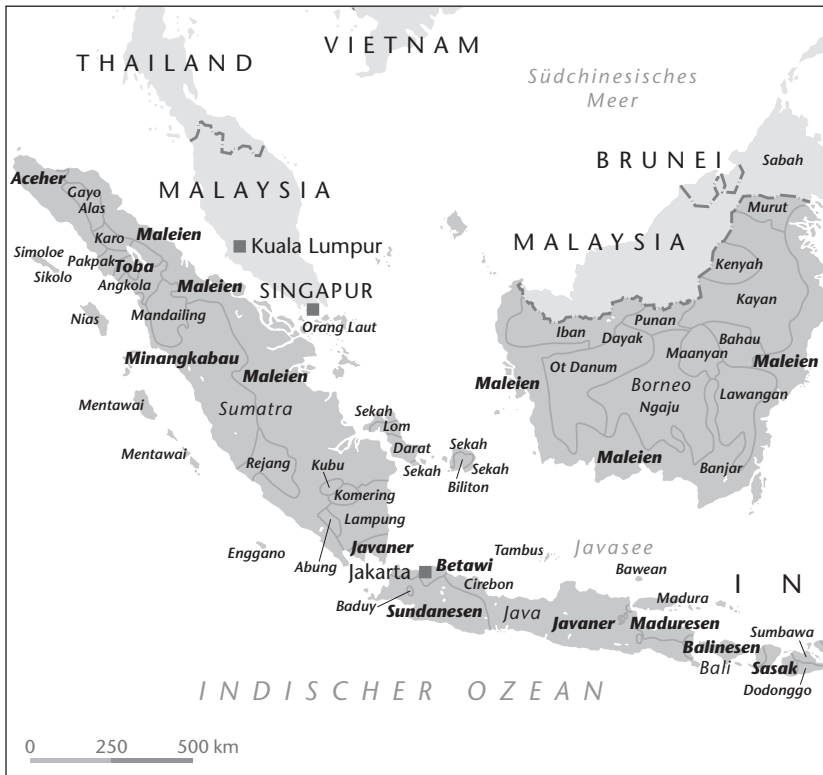 VIETNAM
THAILAND
Südchinesisches
Meer
BRUNEI
Sabah
Aceher
Gayo
Alas
MALAYSIA
Murut
Karo
Maleien
Kuala Lumpur
MALAYSIA
Simoloe
Pakpak
Toba
Sikolo
Angkola
Maleien
SINGAPUR
Kenyah
Kayan
Nias
Mandailing
Orang Laut
Iban
Punan
Dayak
Bahau
Maanyan
Minangkabau
Maleien
Maleien
Ot Danum
Maleien
Borneo
Lawangan
Ngaju
Mentawai
Sumatra
Sekah
Lom
Mentawai
Darat
Sekah
Maleien
Rejang
Kubu
Sekah
Sekah
Banjar
Komering
Biliton
Lampung
Enggano
Abung
Javaner
Tambus
Javasee
Jakarta
Betawi
Bawean
Cirebon
I N
Baduy
Sundanesen
Java
Javaner
Madura
Maduresen
Balinesen
Sumbawa
Bali
Sasak
Dodonggo
INDISCHER OZEAN
0 250 500 km